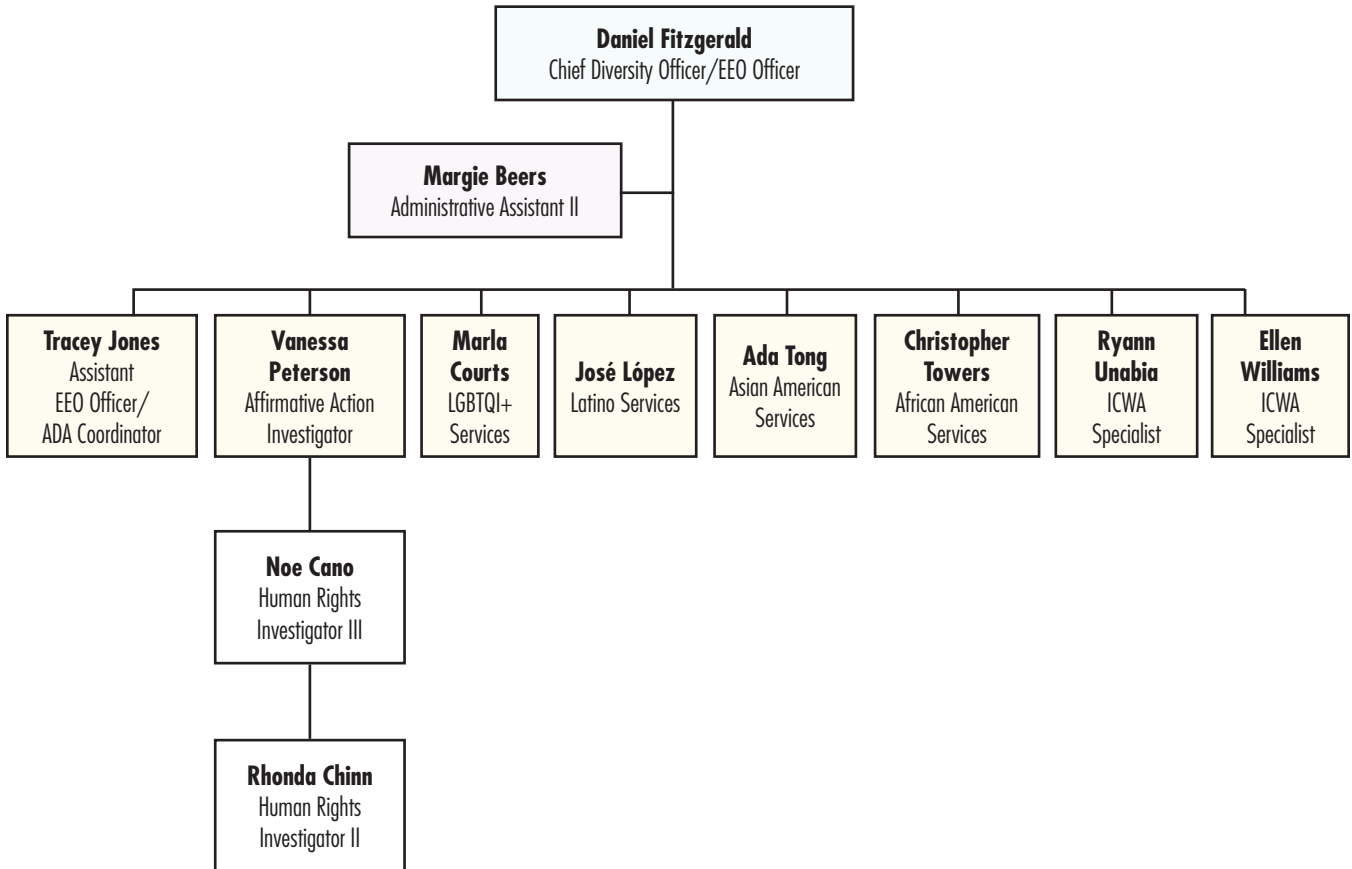 Daniel Fitzgerald
Chief Diversity Officer/EEO Officer
Margie Beers
Administrative Assistant II
Tracey Jones
Assistant
EEO Officer/
ADA Coordinator
Vanessa
Peterson
Affirmative Action
Investigator
Marla
Courts
LGBTQI+
Services
José López
Latino Services
Ada Tong
Asian American
Services
Christopher
Towers
African American
Services
Ryann
Unabia
ICWA
Specialist
Ellen
Williams
ICWA
Specialist
Noe Cano
Human Rights
Investigator III
Rhonda Chinn
Human Rights
Investigator II